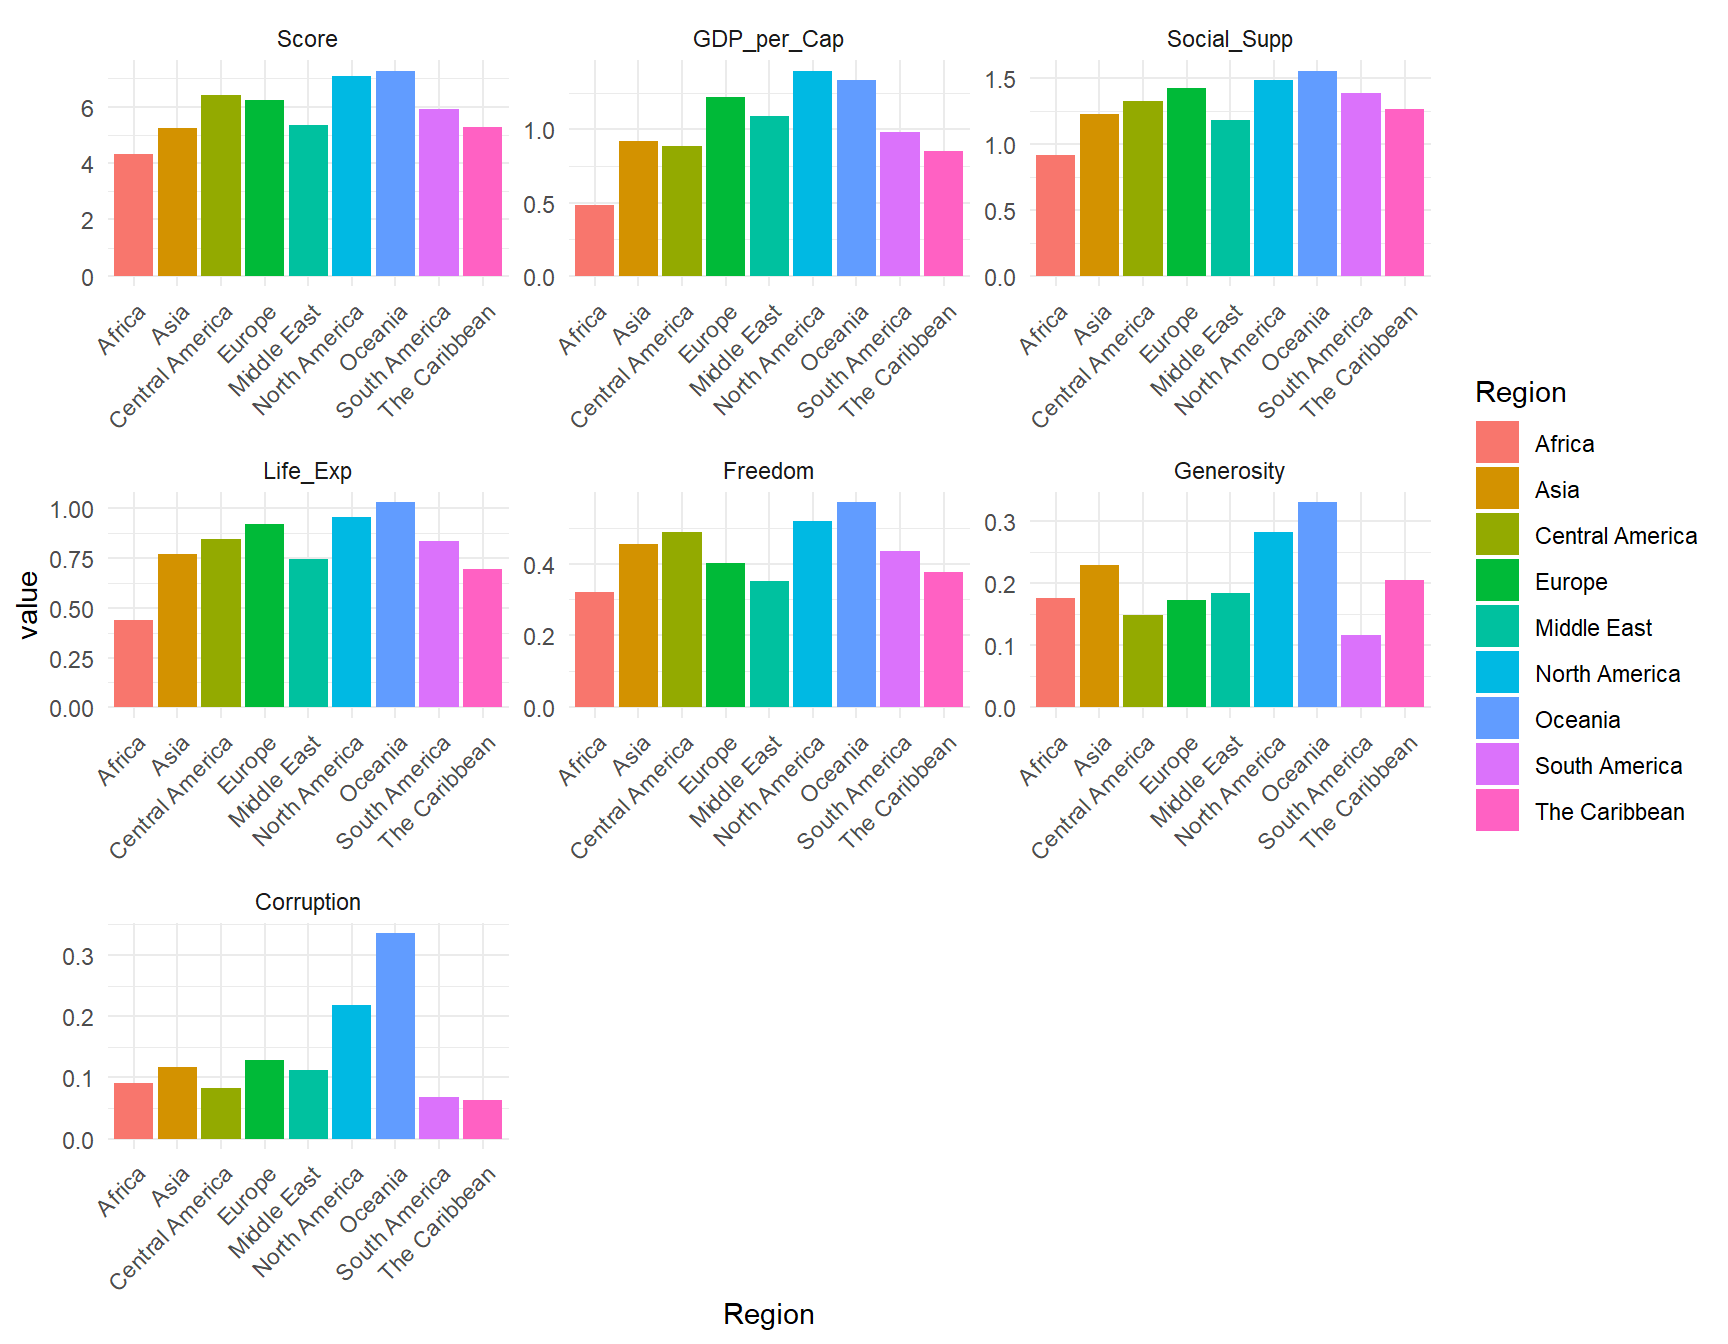 Score
GDP_per_Cap
Social_Supp
6
4
2
0
1.0
0.5
0.0
1.5
1.0
0.5
0.0
Africa
Asia
Central America
Europe
Middle East
North America
Oceania
South America
The Caribbean
Africa
Asia
Central America
Europe
Middle East
North America
Oceania
South America
The Caribbean
Africa
Asia
Central America
Europe
Middle East
North America
Oceania
South America
The Caribbean
value
Life_Exp
Freedom
Generosity
1.00
0.75
0.50
0.25
0.00
0.4
0.2
0.0
0.3
0.2
0.1
0.0
Africa
Asia
Central America
Europe
Middle East
North America
Oceania
South America
The Caribbean
Africa
Asia
Central America
Europe
Middle East
North America
Oceania
South America
The Caribbean
Africa
Asia
Central America
Europe
Middle East
North America
Oceania
South America
The Caribbean
Corruption
0.3
0.2
0.1
0.0
Africa
Asia
Central America
Europe
Middle East
North America
Oceania
South America
The Caribbean
Region
Region
Africa
Asia
Central America
Europe
Middle East
North America
Oceania
South America
The Caribbean